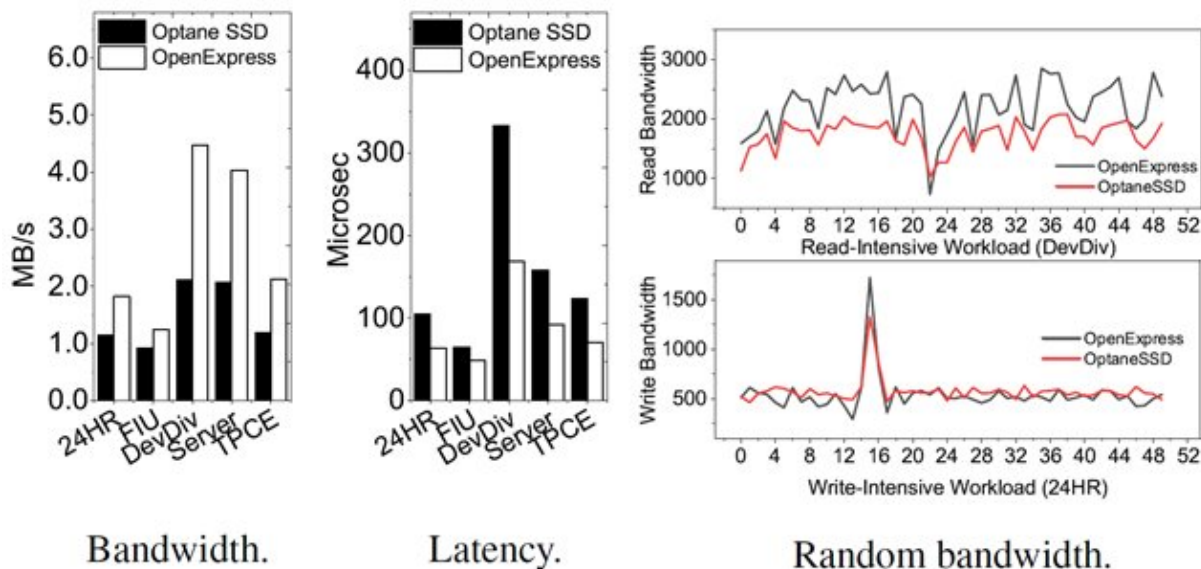 MB/s
6.0
5.0
4.0
3.0
2.0
1.0
0.0
Optane SSD
OpenExpress
24HR
FIU
DevDiv
Server
TPCE
Bandwidth.
Microsec
400
300
200
100
0
Optane SSD
OpenExpress
24HR
FIU
DevDiv
Server
TPCE
Latency.
Read Bandwidth
3000
2000
1000
OpenExpress
OptaneSSD
0 4 8 12 16 20 24 28 32 36 40 44 48 52
Read-Intensive Workload (DevDiv)
Write Bandwidth
1500
1000
500
OpenExpress
OptaneSSD
0 4 8 12 16 20 24 28 32 36 40 44 48 52
Write-Intensive Workload (24HR)
Random bandwidth.